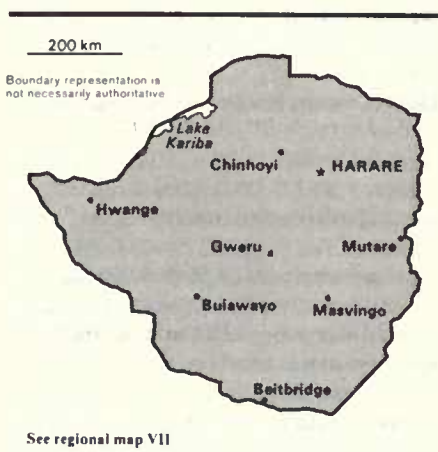 200 km
Boundary representation is
not necessarily authoritative
Lake
Kariba
Chinhoyi
HARARE
Hwange
Gweru
Mutare
Bulawayo
Masvingo
Beitbridge
See regional map VII